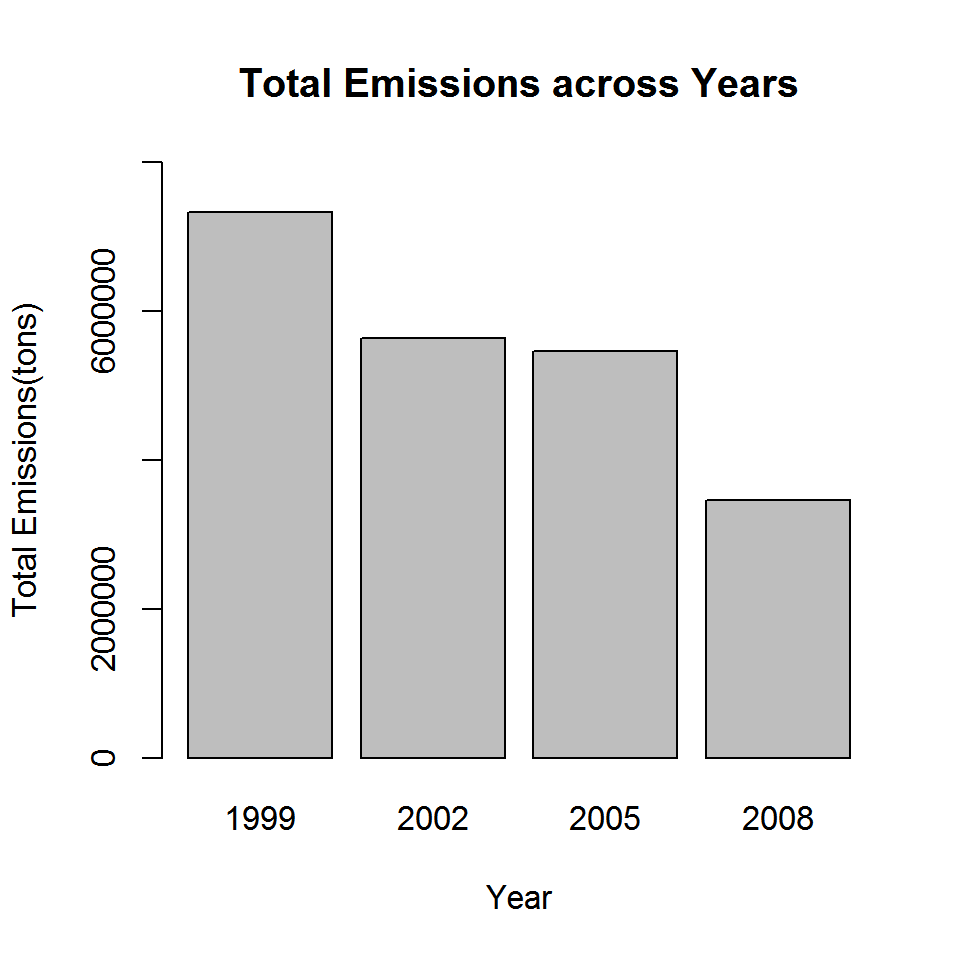 Total Emissions across Years
Total Emissions(tons)
6000000
2000000
0
1999 2002 2005 2008
Year